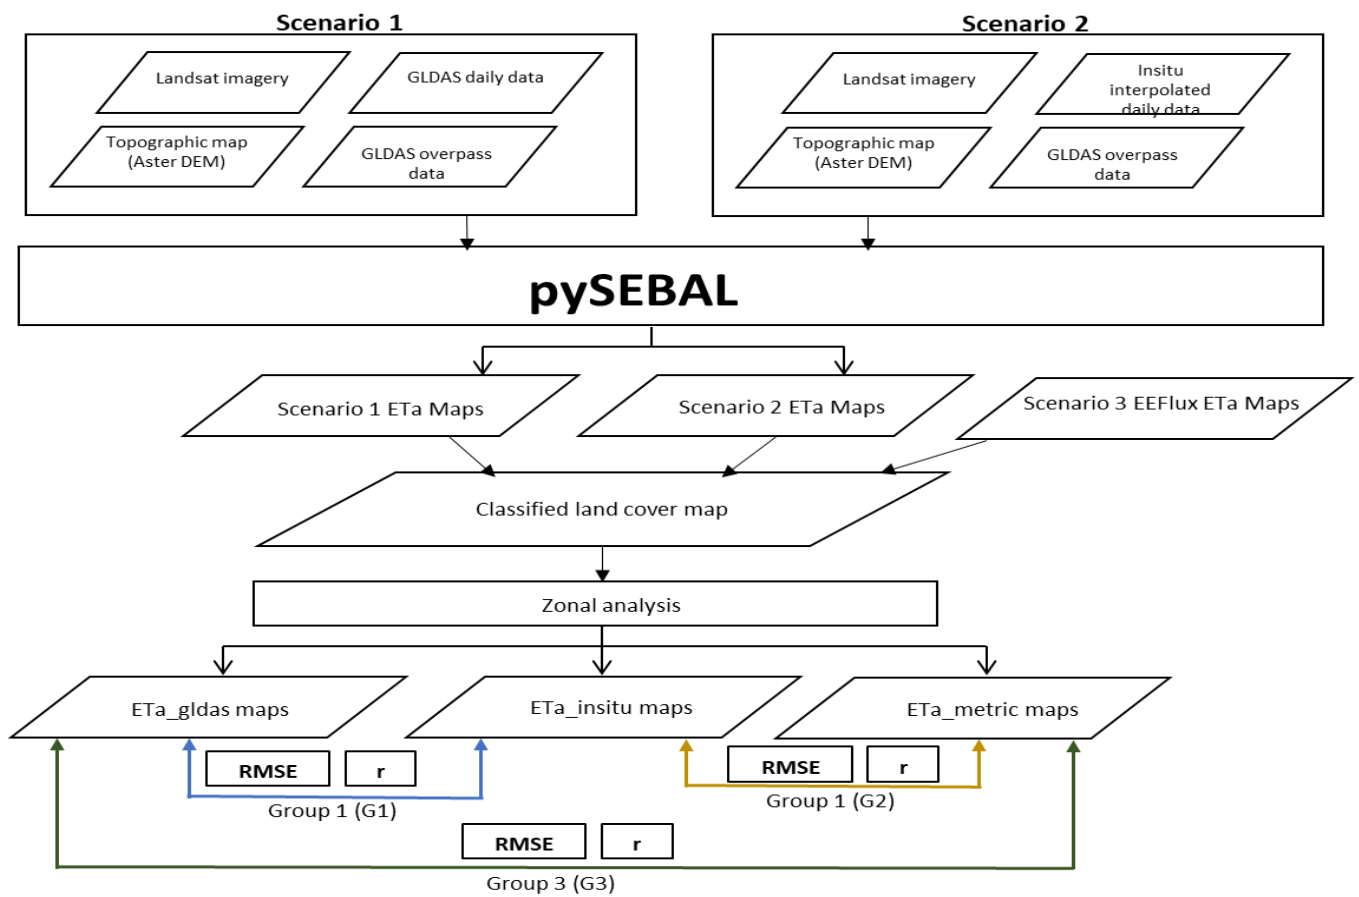 Scenario 1
Scenario 2
Landsat imagery
GLDAS daily data
Topographic map
(Aster DEM)
GLDAS overpass
data
Landsat imagery
Insitu
interpolated
daily data
Topographic map
(Aster DEM)
GLDAS overpass
data
pySEBAL
Scenario 1 ETa Maps
Scenario 2 ETa Maps
Scenario 3 EEFlux ETa Maps
Classified land cover map
Zonal analysis
ETa_gldas maps
ETa_insitu maps
ETa_metric maps
RMSE
r
Group 1 (G1)
RMSE
r
Group 1 (G2)
RMSE
r
Group 3 (G3)